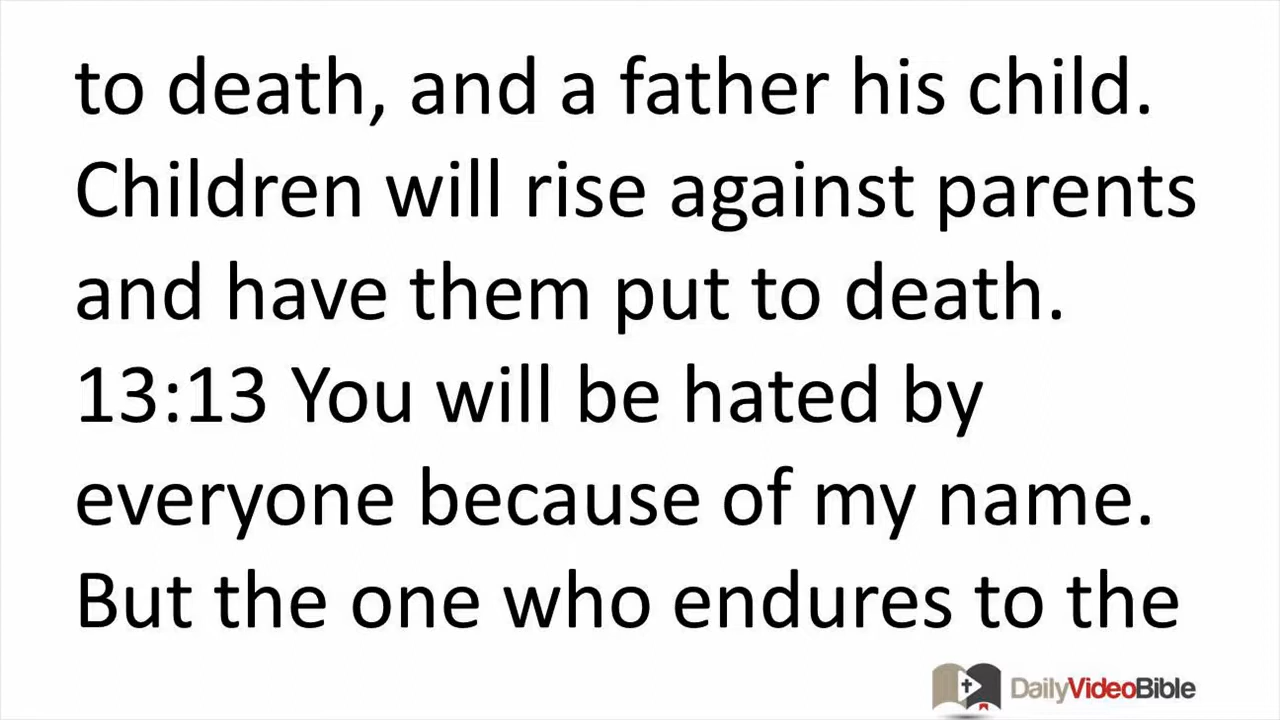 to death, and a father his child.
Children will rise against parents
and have them put to death.
13:13 You will be hated by
everyone because of my name.
But the one who endures to the
DailyVideoBible